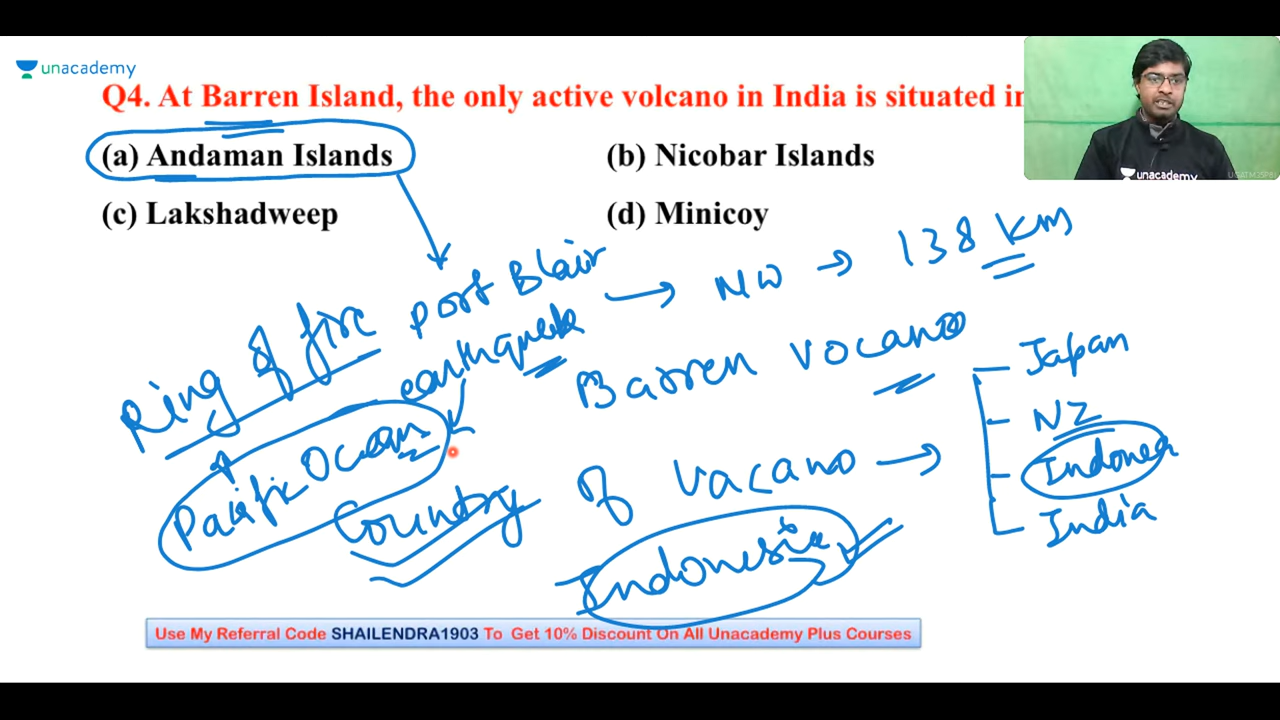 unacademy
Q4. At Barren Island, the only active volcano in India is situated in
(a) Andaman Islands
(b) Nicobar Islands
(c) Lakshadweep
(d) Minicoy
unacademy
Ring of fire
port Blair → NW → 138 km
earthquake
Barren vocano
Pacific Ocean
Country of vacano →
Japan
NZ
Indonea
India
Indonesia
Use My Referral Code SHAILENDRA1903 To Get 10% Discount On All Unacademy Plus Courses